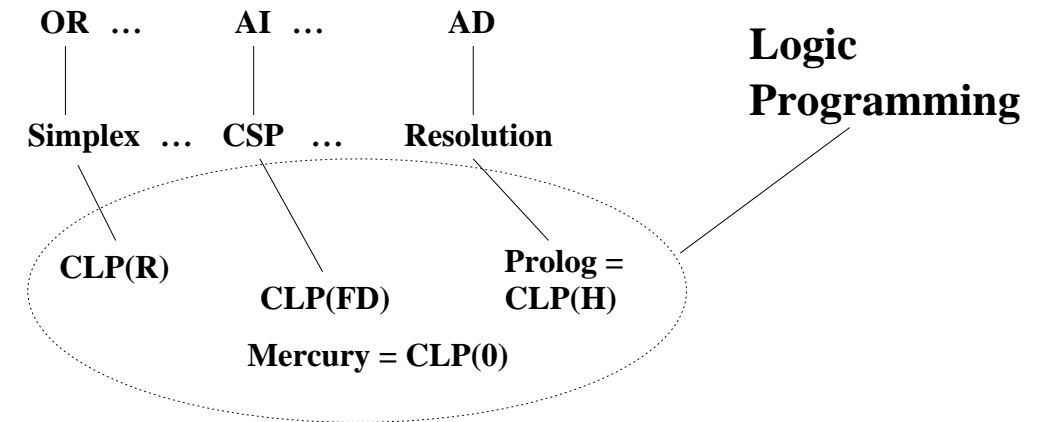 OR … AI … AD
Logic
Programming
Simplex … CSP … Resolution
CLP(R)
Prolog =
CLP(FD)
CLP(H)
Mercury = CLP(0)